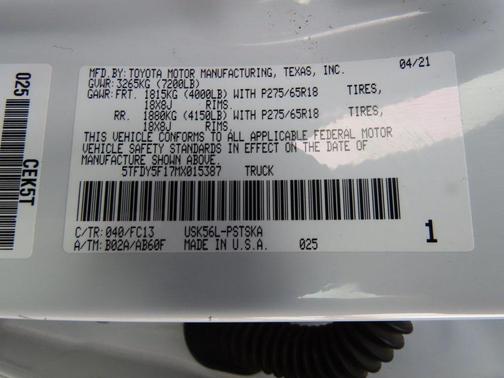 MFD.BY:TOYOTA MOTOR MANUFACTURING, TEXAS, INC. 04/21
GVWR:3265KG (7200LB)
GAWR:FRT. 1815KG (4000LB) WITH P275/65R18 TIRES,
18X8J RIMS.
RR. 1880KG (4150LB) WITH P275/65R18 TIRES,
18X8J RIMS.
THIS VEHICLE CONFORMS TO ALL APPLICABLE FEDERAL MOTOR
VEHICLE SAFETY STANDARDS IN EFFECT ON THE DATE OF
MANUFACTURE SHOWN ABOVE.
5TFDY5F17MX015387 TRUCK
C/TR: 040/FC13 USK56L-PSTSKA
A/TM: B02A/AB60F MADE IN U.S.A. 025 1
025
CEKST